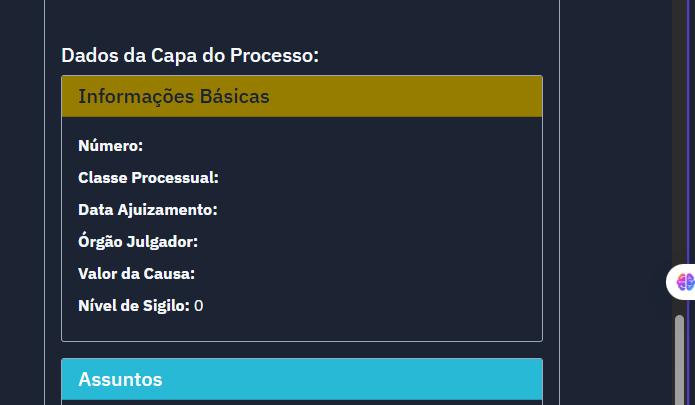 Dados da Capa do Processo:
Informações Básicas
Número:
Classe Processual:
Data Ajuizamento:
Órgão Julgador:
Valor da Causa:
Nível de Sigilo: 0
Assuntos